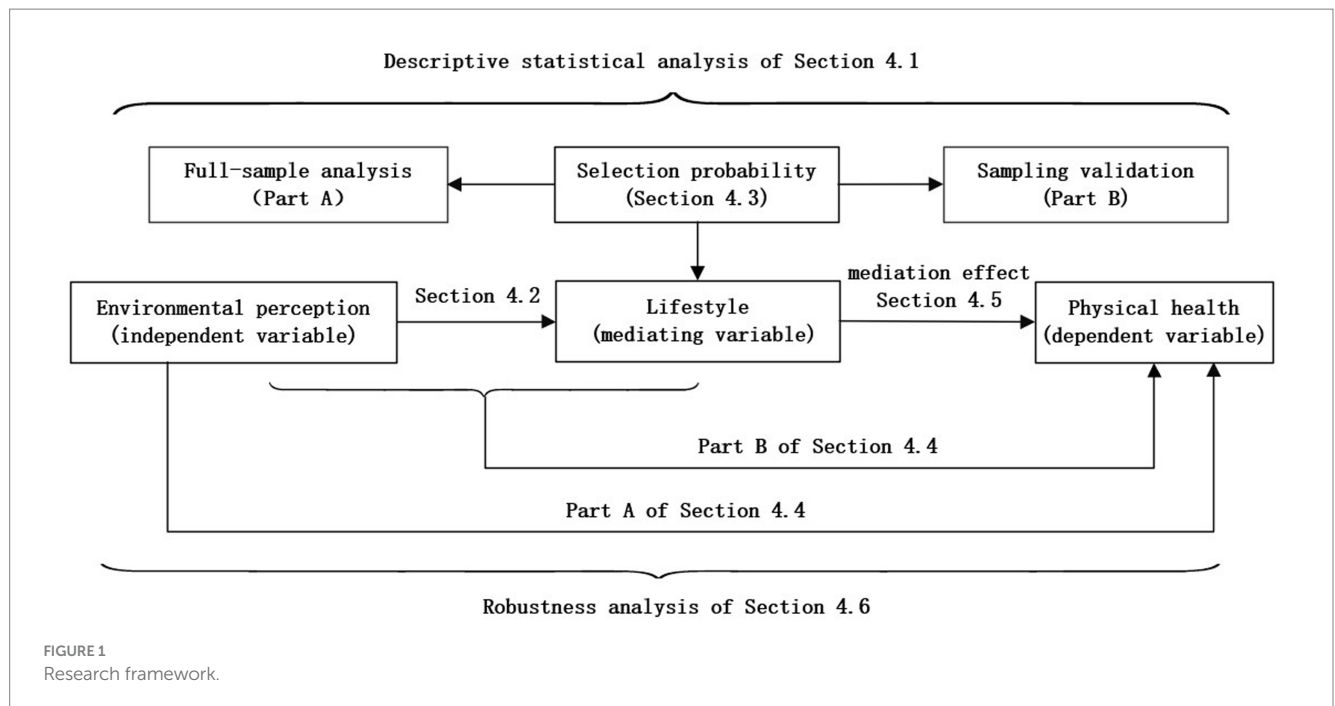 Descriptive statistical analysis of Section 4.1
Full-sample analysis
(Part A)
Selection probability
(Section 4.3)
Sampling validation
(Part B)
Environmental perception
(independent variable)
Section 4.2
Lifestyle
(mediating variable)
mediation effect
Section 4.5
Physical health
(dependent variable)
Part B of Section 4.4
Part A of Section 4.4
Robustness analysis of Section 4.6
FIGURE 1
Research framework.